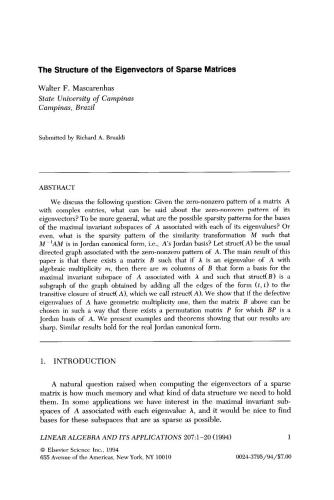 The Structure of the Eigenvectors of Sparse Matrices
Walter F. Mascarenhas
State University of Campinas
Campinas, Brazil
Submitted by Richard A. Brualdi
ABSTRACT
We discuss the following question: Given the zero-nonzero pattern of a matrix A
with complex entries, what can be said about the zero-nonzero pattern of its
eigenvectors? To be more general, what are the possible sparsity patterns for the bases
of the maximal invariant subspaces of A associated with each of its eigenvalues? Or
even, what is the sparsity pattern of the similarity transformation M such that
M⁻¹AM is in Jordan canonical form, i.e., A's Jordan basis? Let struct(A) be the usual
directed graph associated with the zero-nonzero pattern of A. The main result of this
paper is that there exists a matrix B such that if λ is an eigenvalue of A with
algebraic multiplicity m, then there are m columns of B that form a basis for the
maximal invariant subspace of A associated with λ and such that struct(B) is a
subgraph of the graph obtained by adding all the edges of the form (t, t) to the
transitive closure of struct(A), which we call rstruct(A). We show that if the defective
eigenvalues of A have geometric multiplicity one, then the matrix B above can be
chosen in such a way that there exists a permutation matrix P for which BP is a
Jordan basis of A. We present examples and theorems showing that our results are
sharp. Similar results hold for the real Jordan canonical form.
1. INTRODUCTION
A natural question raised when computing the eigenvectors of a sparse
matrix is how much memory and what kind of data structure we need to hold
them. In some applications we have interest in the maximal invariant sub-
spaces of A associated with each eigenvalue λ, and it would be nice to find
bases for these subspaces that are as sparse as possible.
LINEAR ALGEBRA AND ITS APPLICATIONS 207:1–20 (1994) 1
© Elsevier Science Inc., 1994
655 Avenue of the Americas, New York, NY 10010 0024-3795/94/$7.00